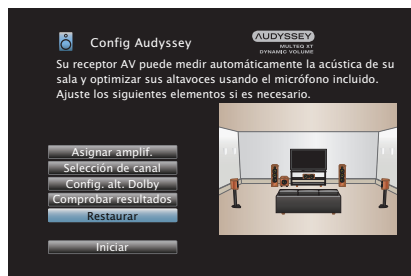 Config Audyssey
AUDYSSEY
MULTEQ XT
DYNAMIC VOLUME
Su receptor AV puede medir automáticamente la acústica de su
sala y optimizar sus altavoces usando el micrófono incluido.
Ajuste los siguientes elementos si es necesario.
Asignar amplif.
Selección de canal
Config. alt. Dolby
Comprobar resultados
Restaurar
Iniciar